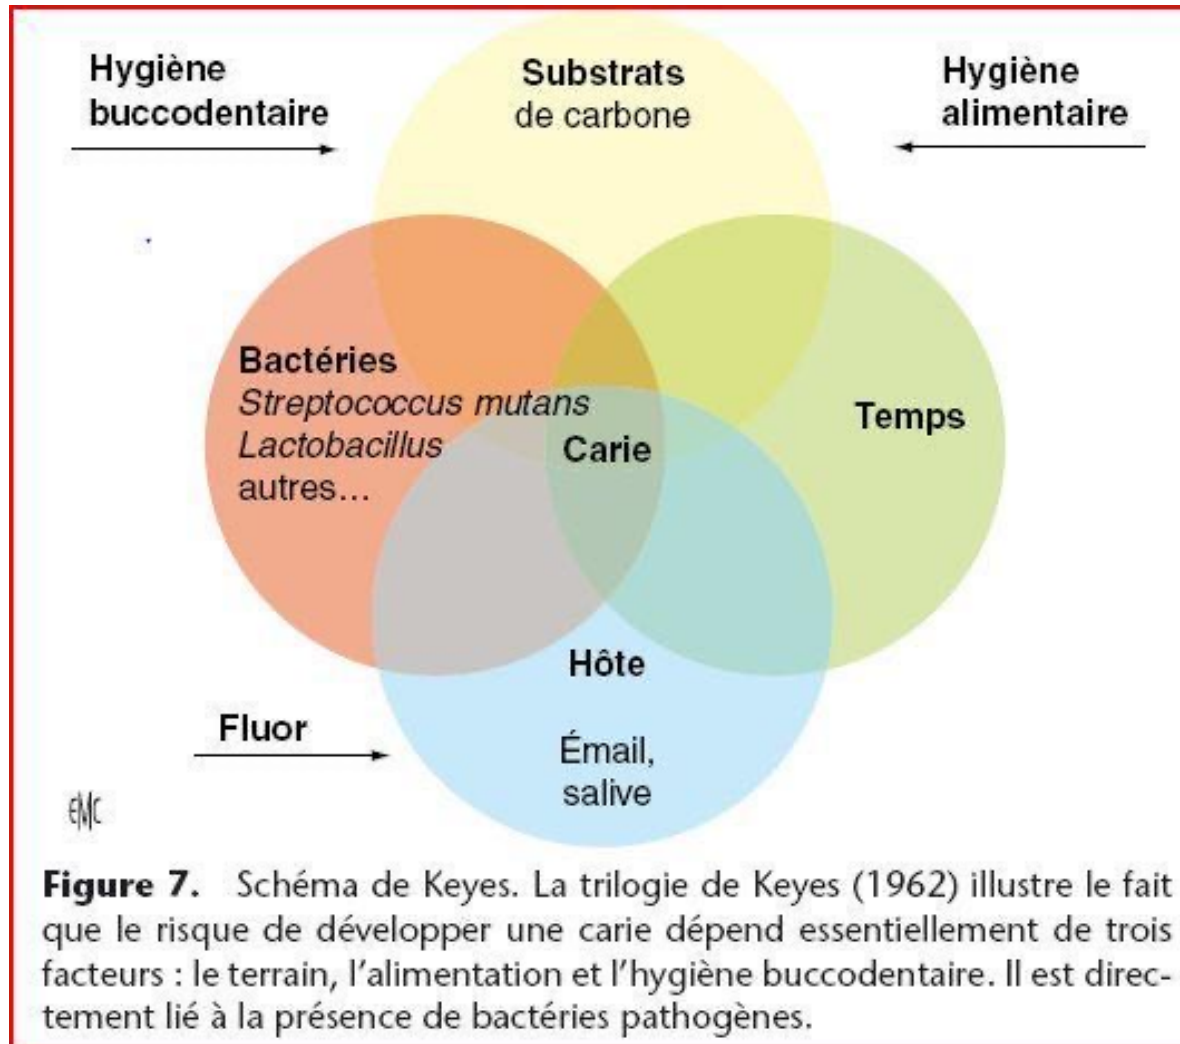 Hygiène
buccodentaire
Substrats
de carbone
Hygiène
alimentaire
Bactéries
Streptococcus mutans
Lactobacillus
autres...
Carie
Temps
Hôte
Émail,
salive
Fluor
EMC
Figure 7. Schéma de Keyes. La trilogie de Keyes (1962) illustre le fait
que le risque de développer une carie dépend essentiellement de trois
facteurs : le terrain, l'alimentation et l'hygiène buccodentaire. Il est direc-
tement lié à la présence de bactéries pathogènes.